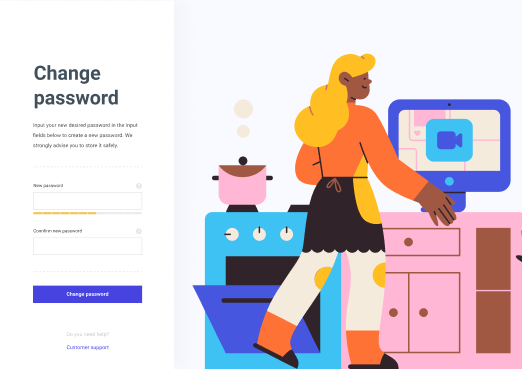 Change
password
Input your new desired password in the input
fields below to create a new password. We
strongly advise you to store it safely.
New password
Coonfirm new password
Change password
Do you need help?
Customer support